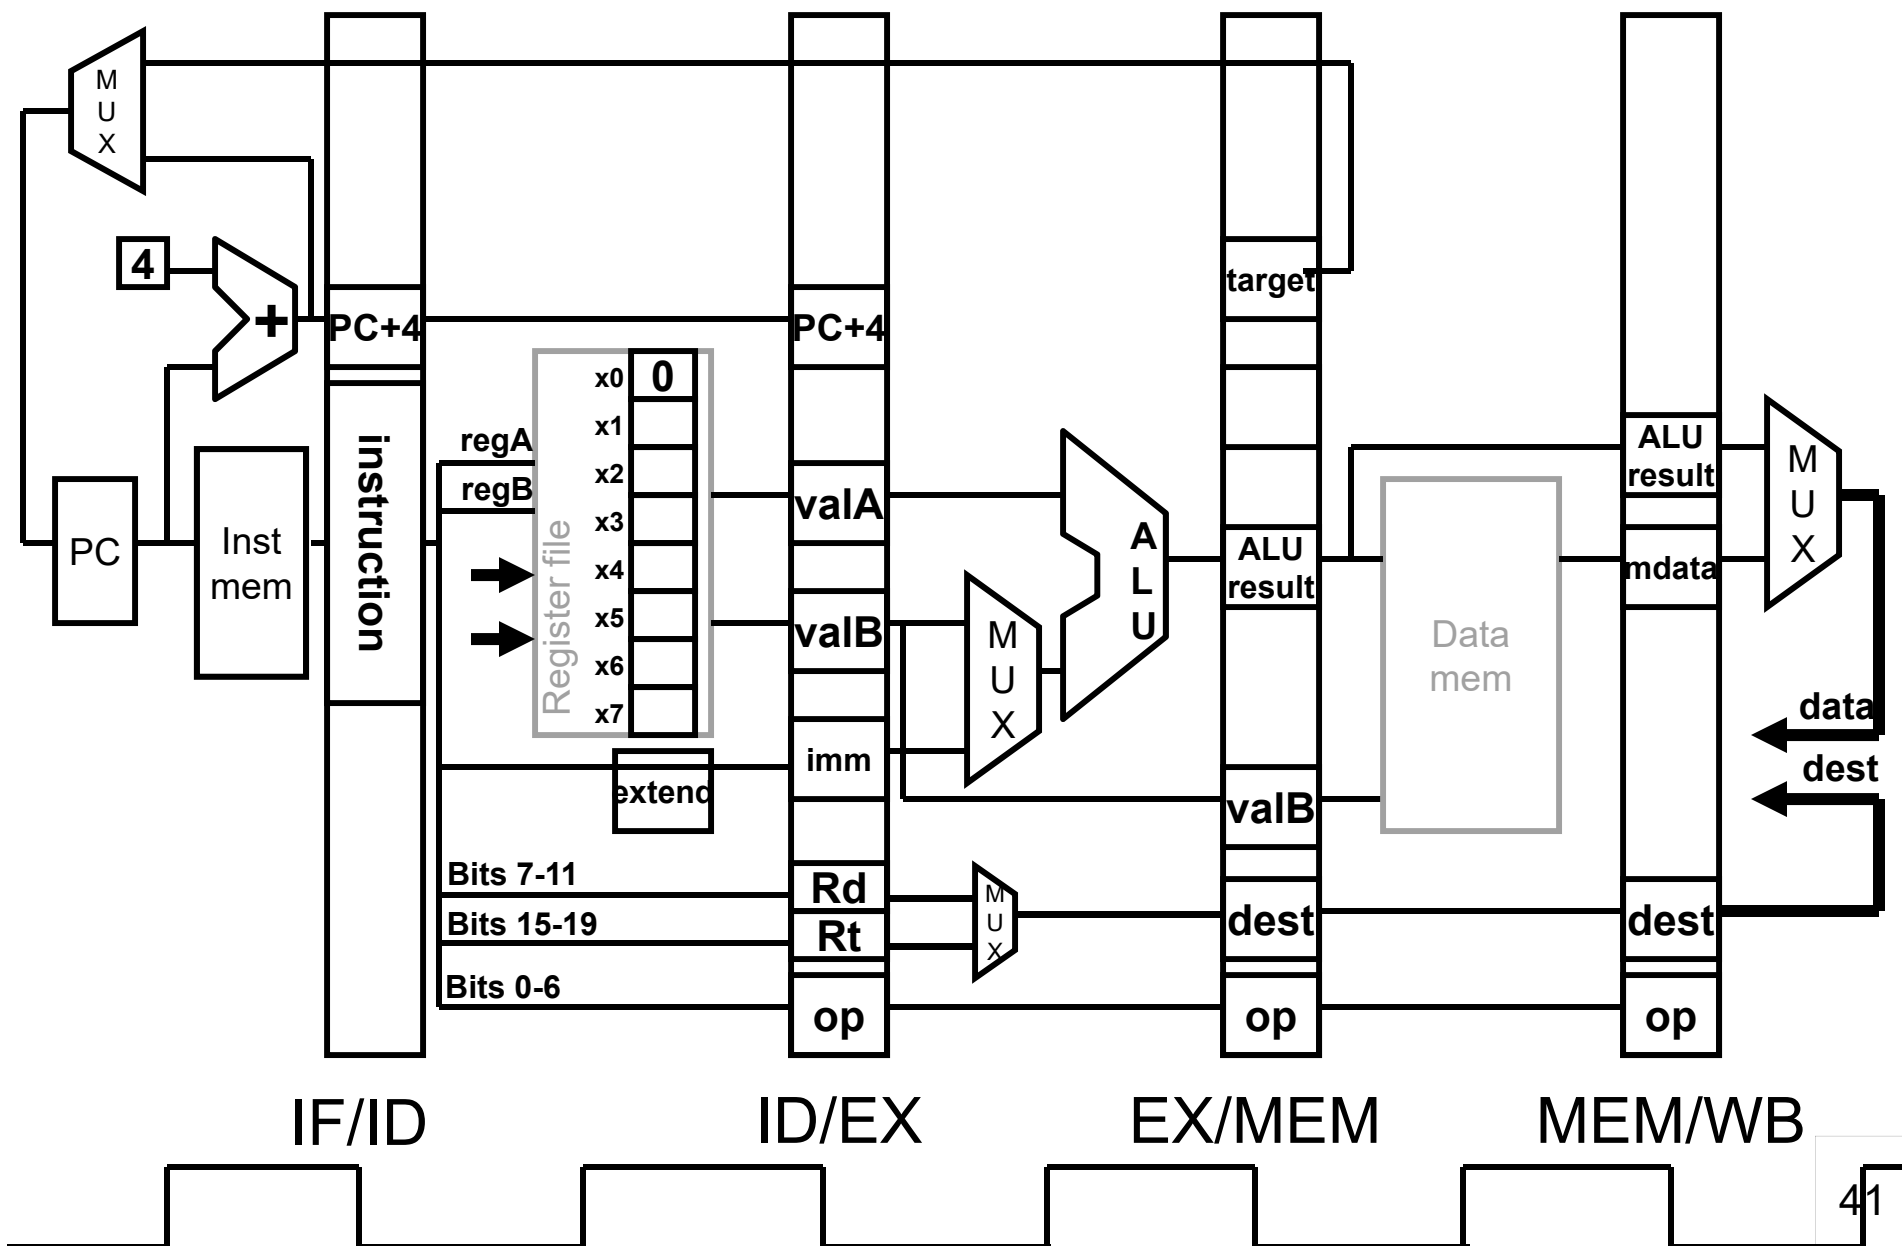 M
U
X
4
+
PC+4
PC+4
target
x0
0
x1
x2
x3
x4
x5
x6
x7
regA
regB
Register file
instruction
PC
Inst
mem
valA
valB
imm
extend
M
U
X
A
L
U
ALU
result
valB
Data
mem
ALU
result
mdata
M
U
X
data
dest
Bits 7-11
Bits 15-19
Bits 0-6
Rd
Rt
op
M
U
X
dest
op
dest
op
IF/ID
ID/EX
EX/MEM
MEM/WB
41